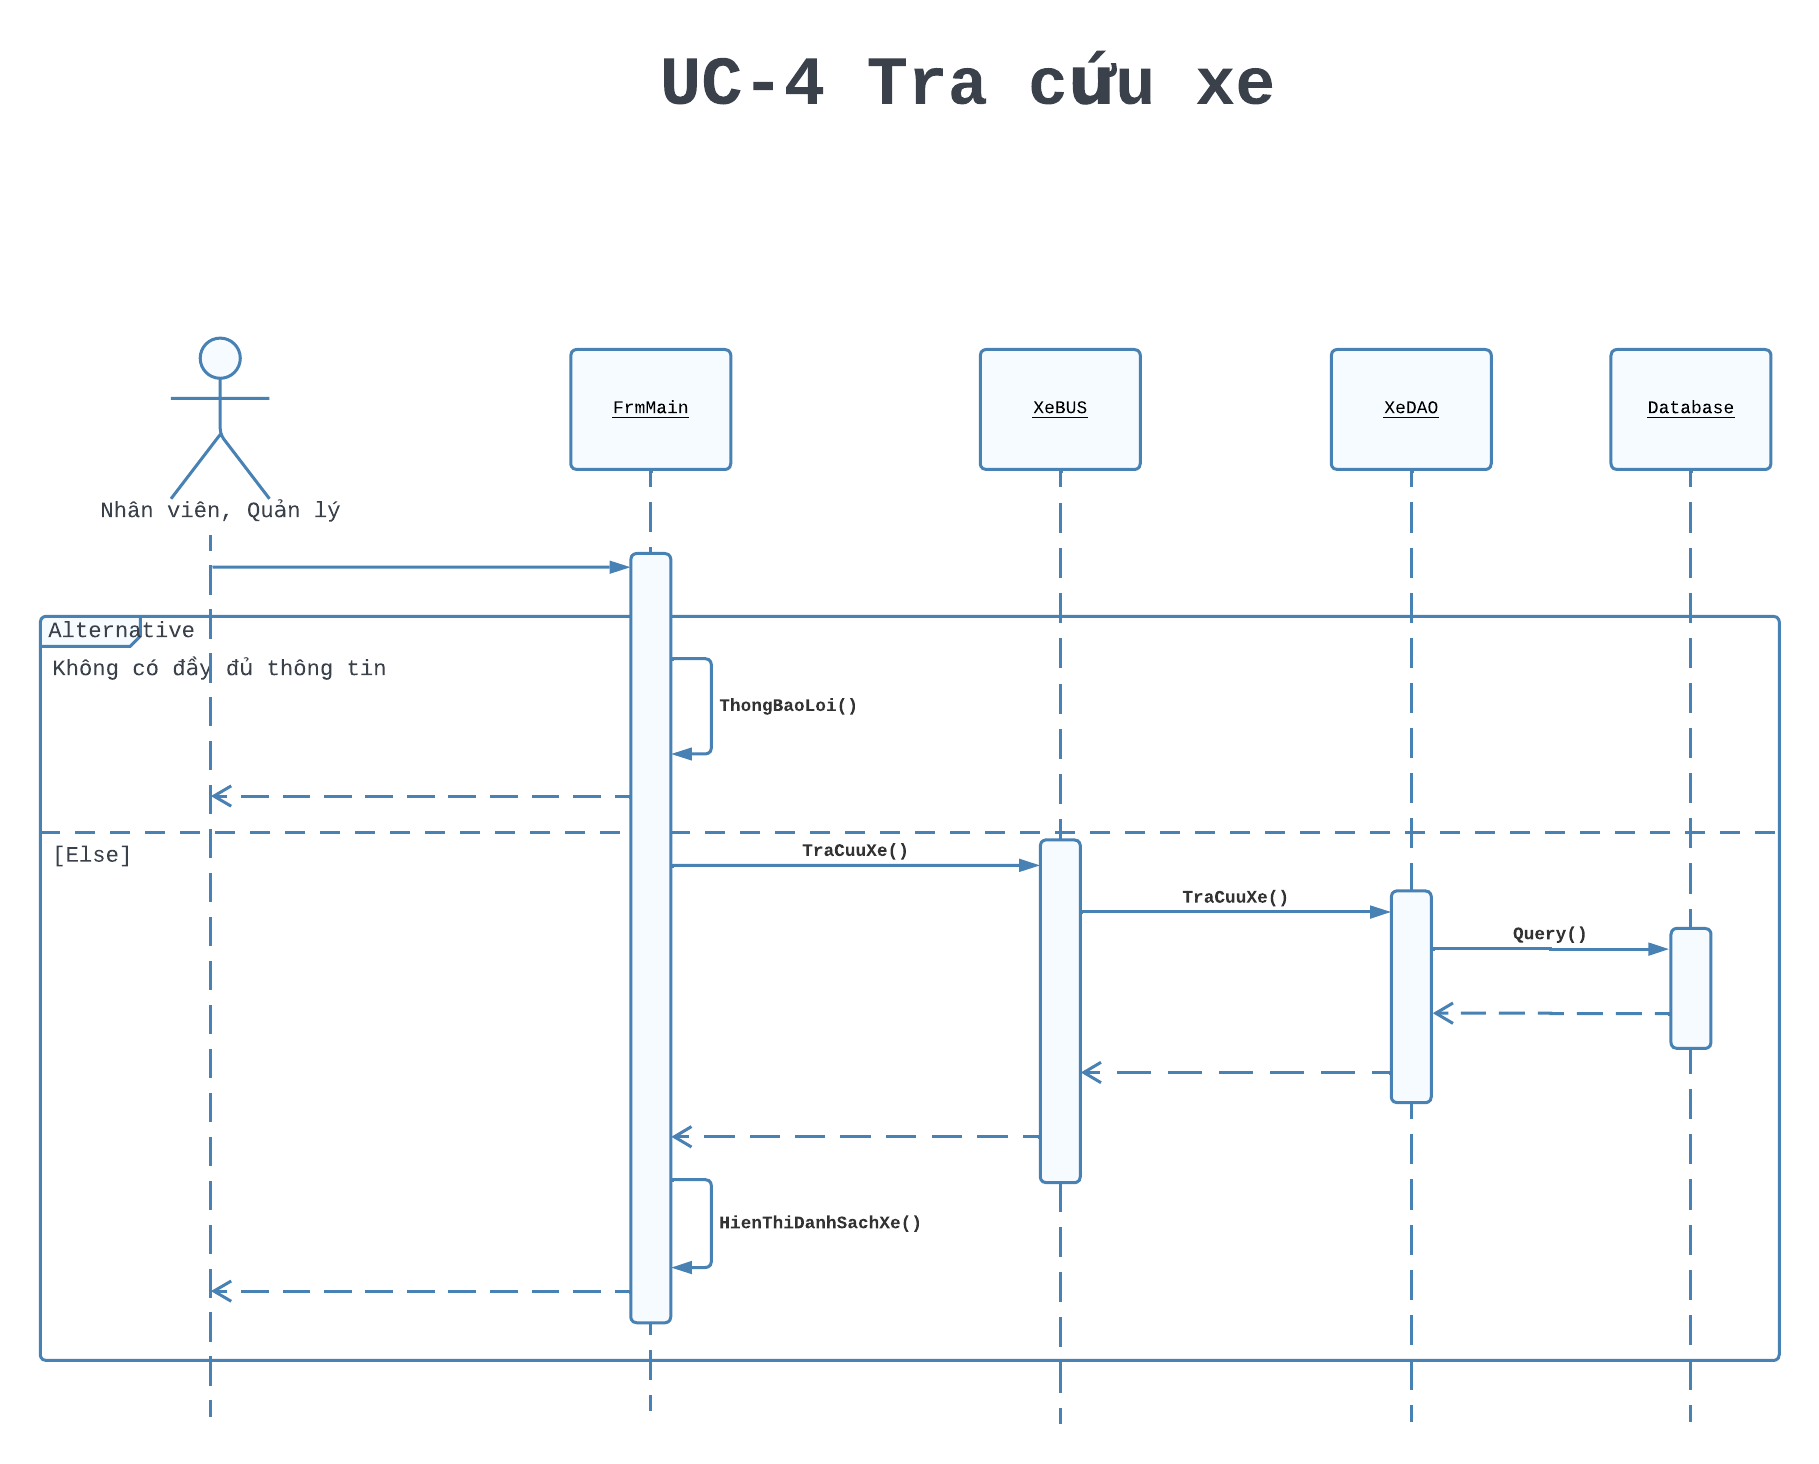 UC-4 Tra cứu xe
Nhân viên, Quản lý
FrmMain
XeBUS
XeDAO
Database
Alternative
Không có đầy đủ thông tin
ThongBaoLoi()
[Else]
TraCuuXe()
TraCuuXe()
Query()
HienThiDanhSachXe()